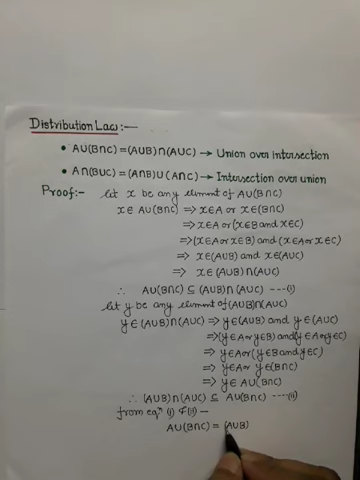 Distribution Law:—
• A∪(B∩C)=(A∪B)∩(A∪C) → Union over intersection
• A∩(B∪C)=(A∩B)∪(A∩C) → Intersection over union
Proof:- let x be any element of A∪(B∩C)
x∈A∪(B∩C) ⇒ x∈A or x∈(B∩C)
⇒ x∈A or (x∈B and x∈C)
⇒ (x∈A or x∈B) and (x∈A or x∈C)
⇒ x∈(A∪B) and x∈(A∪C)
⇒ x∈(A∪B)∩(A∪C)
∴ A∪(B∩C) ⊆ (A∪B)∩(A∪C) ----(i)
let y be any element of (A∪B)∩(A∪C)
y∈(A∪B)∩(A∪C) ⇒ y∈(A∪B) and y∈(A∪C)
⇒ (y∈A or y∈B) and (y∈A or y∈C)
⇒ y∈A or (y∈B and y∈C)
⇒ y∈A or y∈(B∩C)
⇒ y∈A∪(B∩C)
∴ (A∪B)∩(A∪C) ⊆ A∪(B∩C) ----(ii)
from eqⁿ (i) & (ii) —
A∪(B∩C) = (A∪B)